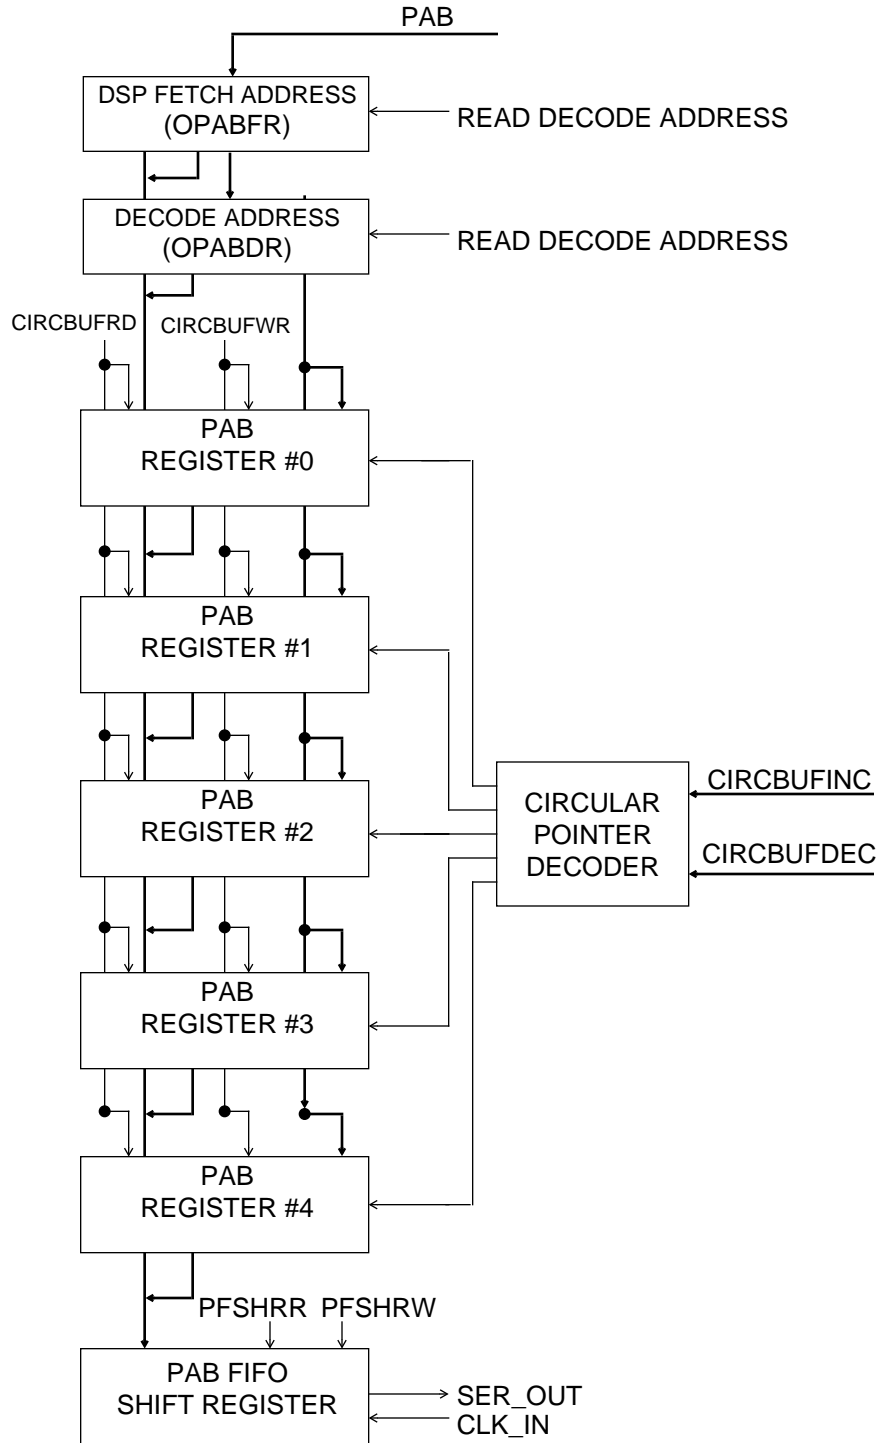 PAB
DSP FETCH ADDRESS
(OPABFR)
READ DECODE ADDRESS
DECODE ADDRESS
(OPABDR)
READ DECODE ADDRESS
CIRCBUFRD
CIRCBUFWR
PAB
REGISTER #0
PAB
REGISTER #1
PAB
REGISTER #2
CIRCULAR
POINTER
DECODER
CIRCBUFINC
CIRCBUFDEC
PAB
REGISTER #3
PAB
REGISTER #4
PFSHRR
PFSHRW
PAB FIFO
SHIFT REGISTER
SER_OUT
CLK_IN